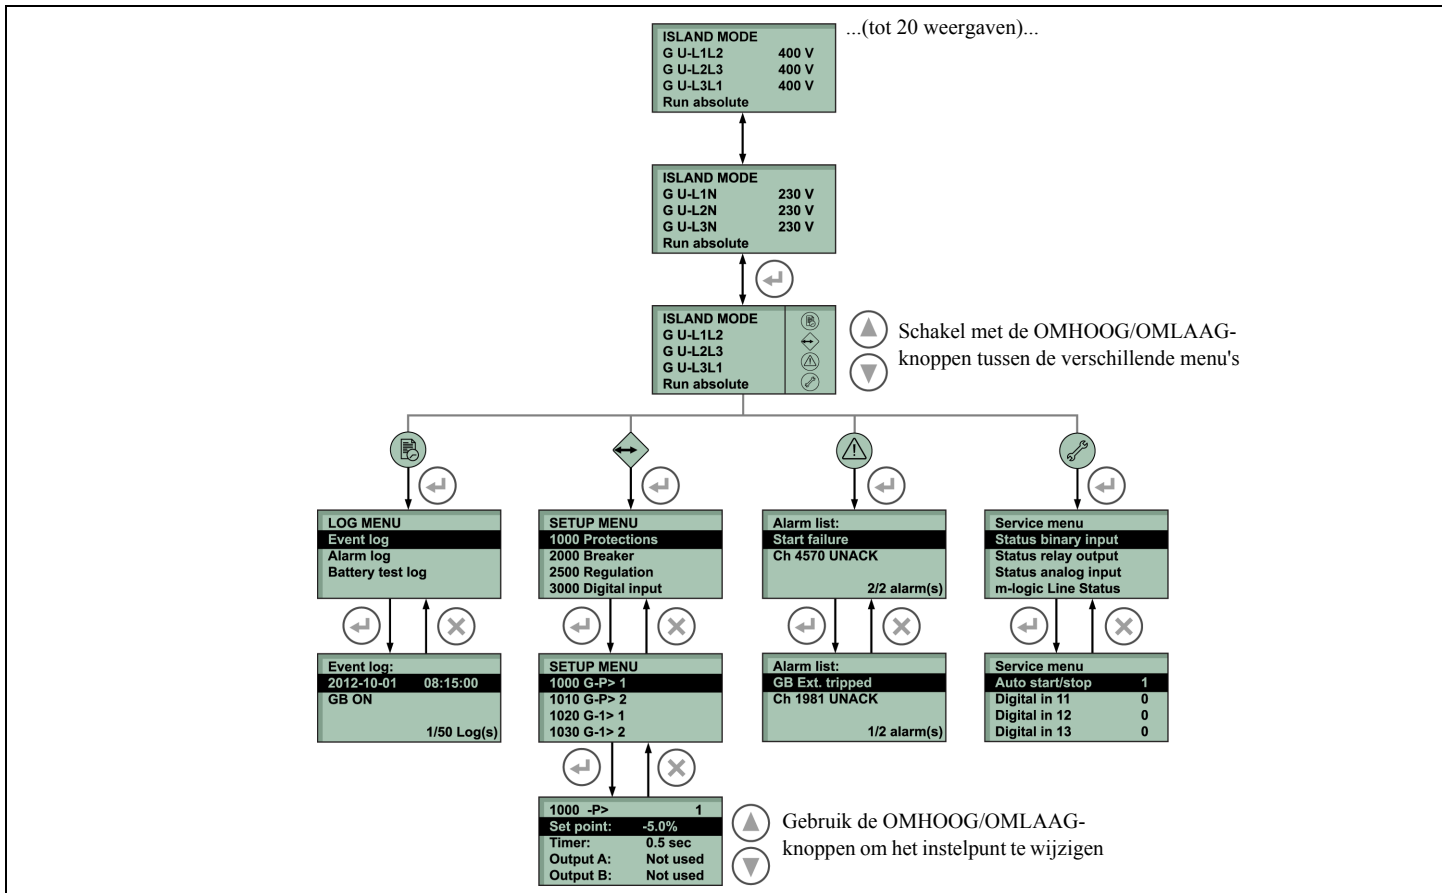 ISLAND MODE
G U-L1L2 400 V
G U-L2L3 400 V
G U-L3L1 400 V
Run absolute
...(tot 20 weergaven)...
ISLAND MODE
G U-L1N 230 V
G U-L2N 230 V
G U-L3N 230 V
Run absolute
ISLAND MODE
G U-L1L2
G U-L2L3
G U-L3L1
Run absolute
Schakel met de OMHOOG/OMLAAG-
knoppen tussen de verschillende menu's
LOG MENU
Event log
Alarm log
Battery test log
SETUP MENU
1000 Protections
2000 Breaker
2500 Regulation
3000 Digital input
Alarm list:
Start failure
Ch 4570 UNACK
2/2 alarm(s)
Service menu
Status binary input
Status relay output
Status analog input
m-logic Line Status
Event log:
2012-10-01 08:15:00
GB ON
1/50 Log(s)
SETUP MENU
1000 G-P> 1
1010 G-P> 2
1020 G-1> 1
1030 G-1> 2
Alarm list:
GB Ext. tripped
Ch 1981 UNACK
1/2 alarm(s)
Service menu
Auto start/stop 1
Digital in 11 0
Digital in 12 0
Digital in 13 0
1000 -P> 1
Set point: -5.0%
Timer: 0.5 sec
Output A: Not used
Output B: Not used
Gebruik de OMHOOG/OMLAAG-
knoppen om het instelpunt te wijzigen